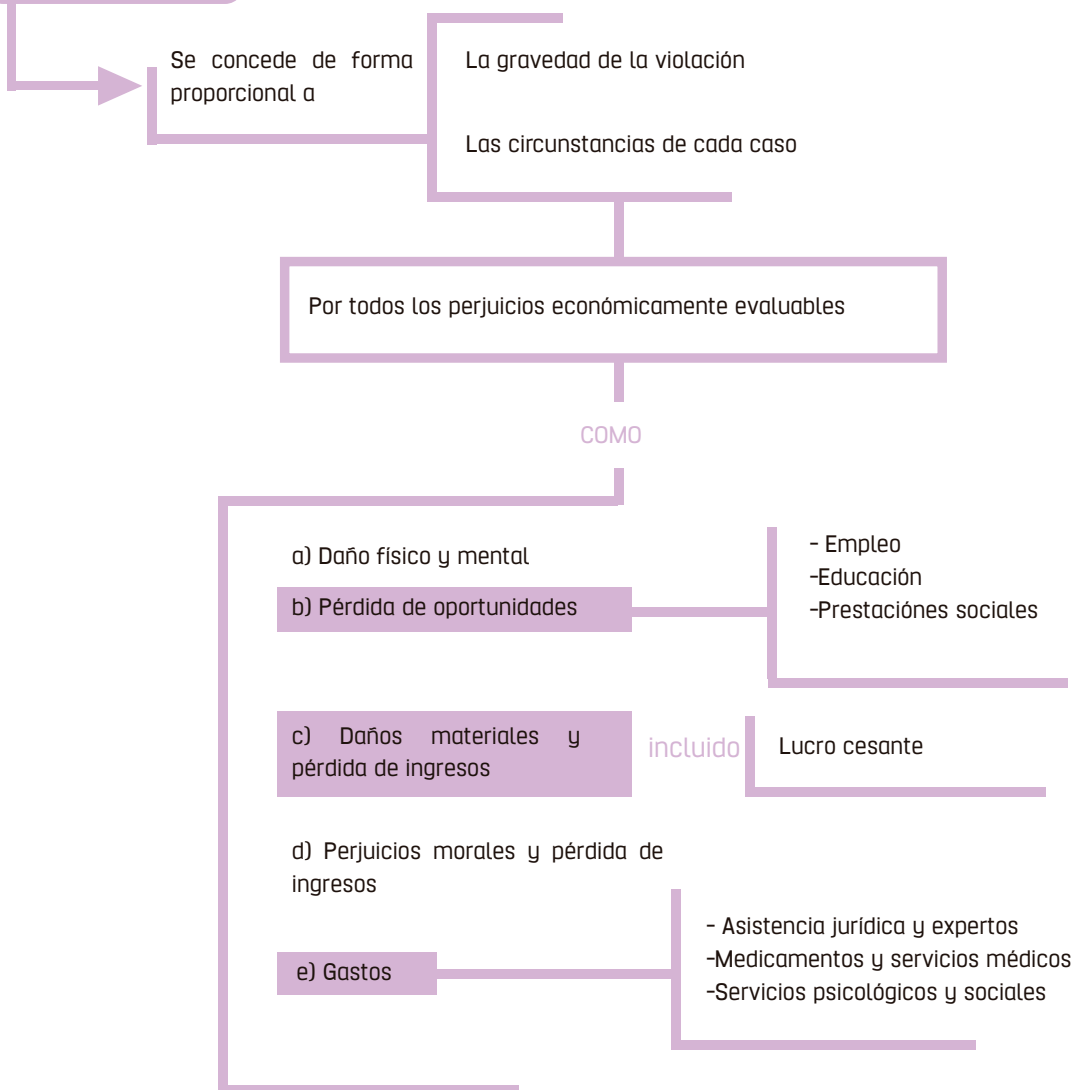 Se concede de forma
proporcional a
La gravedad de la violación
Las circunstancias de cada caso
Por todos los perjuicios económicamente evaluables
COMO
a) Daño físico y mental
b) Pérdida de oportunidades
- Empleo
-Educación
-Prestaciónes sociales
c) Daños materiales y
pérdida de ingresos
incluido
Lucro cesante
d) Perjuicios morales y pérdida de
ingresos
e) Gastos
- Asistencia jurídica y expertos
-Medicamentos y servicios médicos
-Servicios psicológicos y sociales